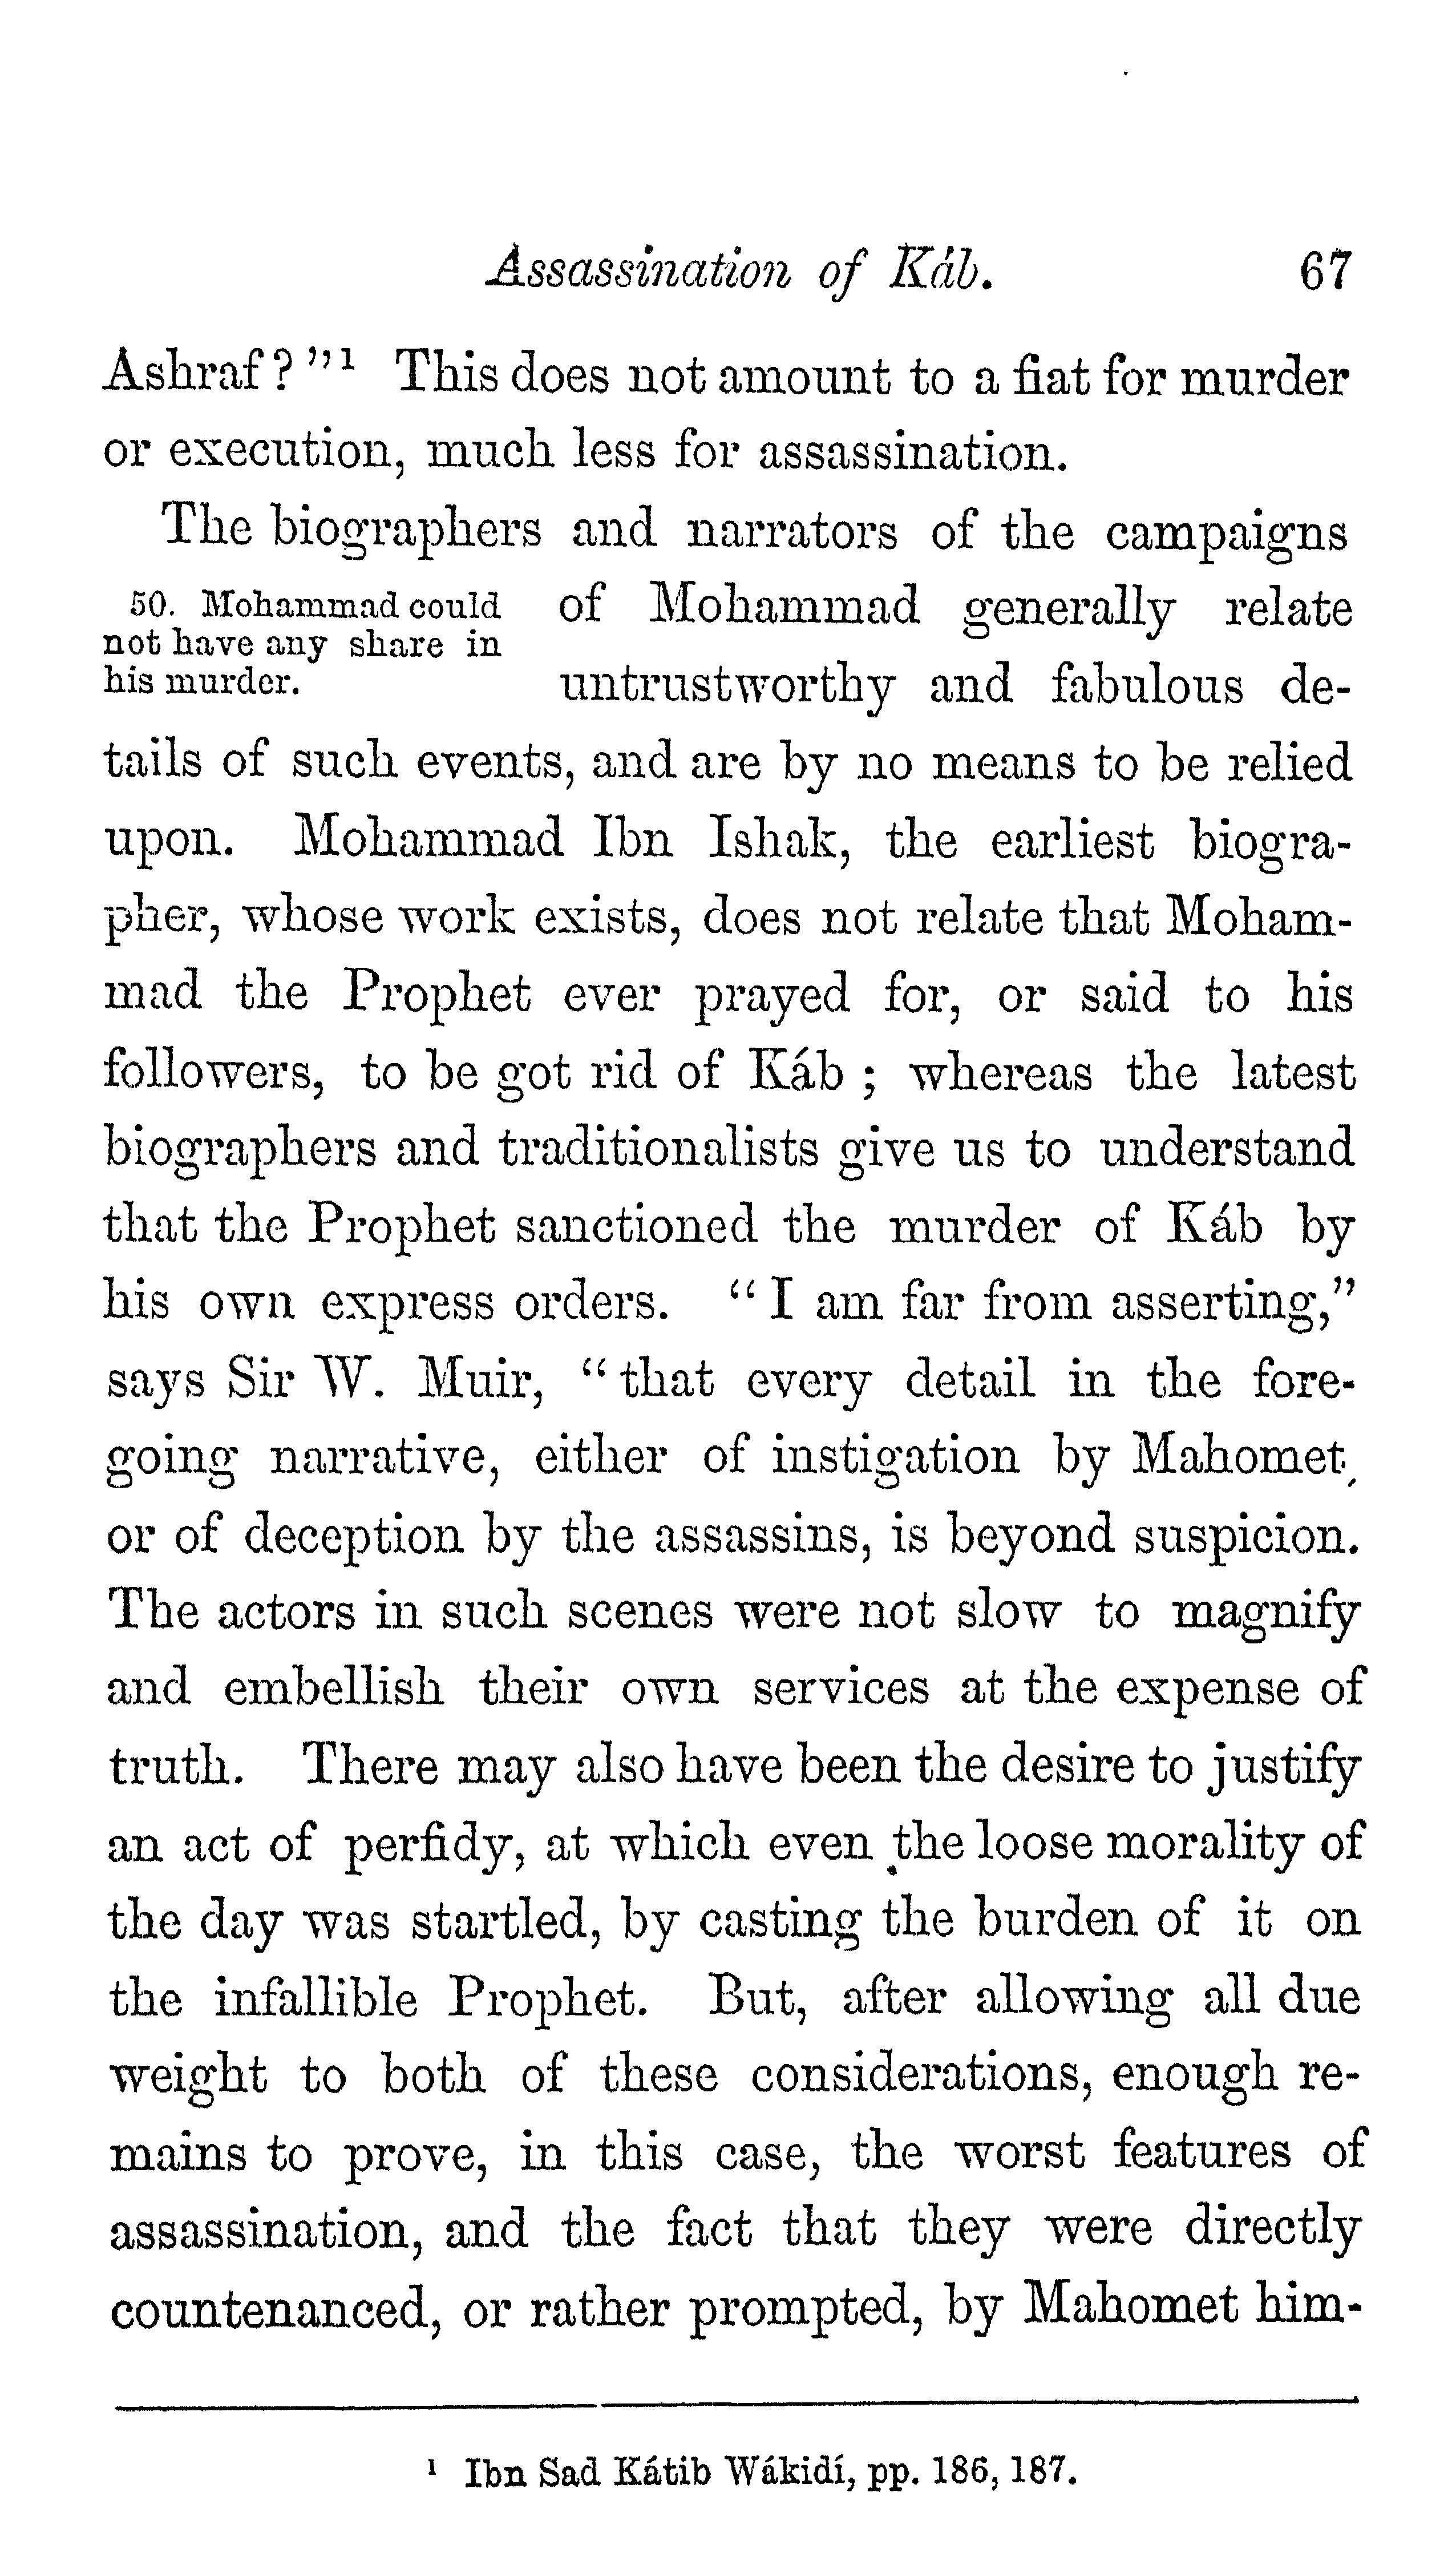 Assassination of Káb. 67
Ashraf?"1 This does not amount to a fiat for murder
or execution, much less for assassination.
The biographers and narrators of the campaigns
50. Mohammad could
not have any share in
his murder.
of Mohammad generally relate
untrustworthy and fabulous de-
tails of such events, and are by no means to be relied
upon. Mohammad Ibn Ishak, the earliest biogra-
pher, whose work exists, does not relate that Moham-
mad the Prophet ever prayed for, or said to his
followers, to be got rid of Káb; whereas the latest
biographers and traditionalists give us to understand
that the Prophet sanctioned the murder of Káb by
his own express orders. "I am far from asserting,"
says Sir W. Muir, "that every detail in the fore-
going narrative, either of instigation by Mahomet,
or of deception by the assassins, is beyond suspicion.
The actors in such scenes were not slow to magnify
and embellish their own services at the expense of
truth. There may also have been the desire to justify
an act of perfidy, at which even the loose morality of
the day was startled, by casting the burden of it on
the infallible Prophet. But, after allowing all due
weight to both of these considerations, enough re-
mains to prove, in this case, the worst features of
assassination, and the fact that they were directly
countenanced, or rather prompted, by Mahomet him-
1 Ibn Sad Kátib Wákidí, pp. 186, 187.